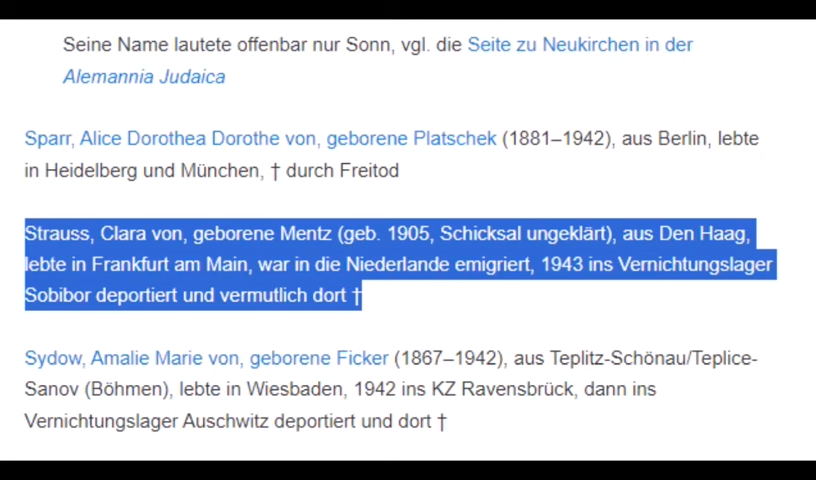 Seine Name lautete offenbar nur Sonn, vgl. die Seite zu Neukirchen in der
Alemannia Judaica
Sparr, Alice Dorothea Dorothe von, geborene Platschek (1881–1942), aus Berlin, lebte
in Heidelberg und München, † durch Freitod
Strauss, Clara von, geborene Mentz (geb. 1905, Schicksal ungeklärt), aus Den Haag,
lebte in Frankfurt am Main, war in die Niederlande emigriert, 1943 ins Vernichtungslager
Sobibor deportiert und vermutlich dort †
Sydow, Amalie Marie von, geborene Ficker (1867–1942), aus Teplitz-Schönau/Teplice-
Sanov (Böhmen), lebte in Wiesbaden, 1942 ins KZ Ravensbrück, dann ins
Vernichtungslager Auschwitz deportiert und dort †